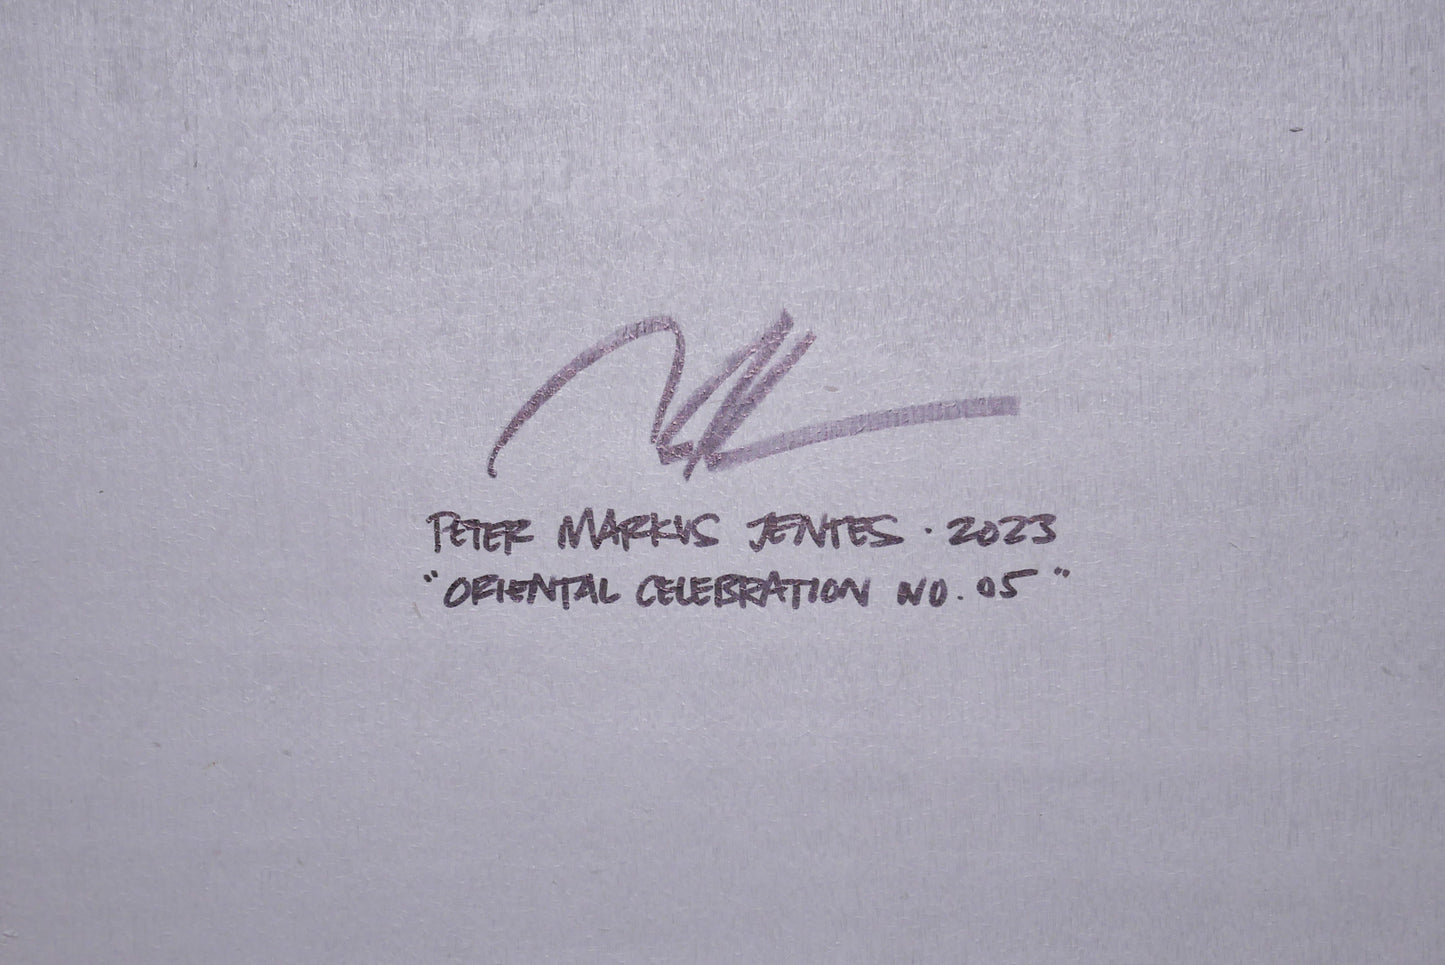 PETER MARKUS JENTES · 2023
"ORIENTAL CELEBRATION NO. 05"